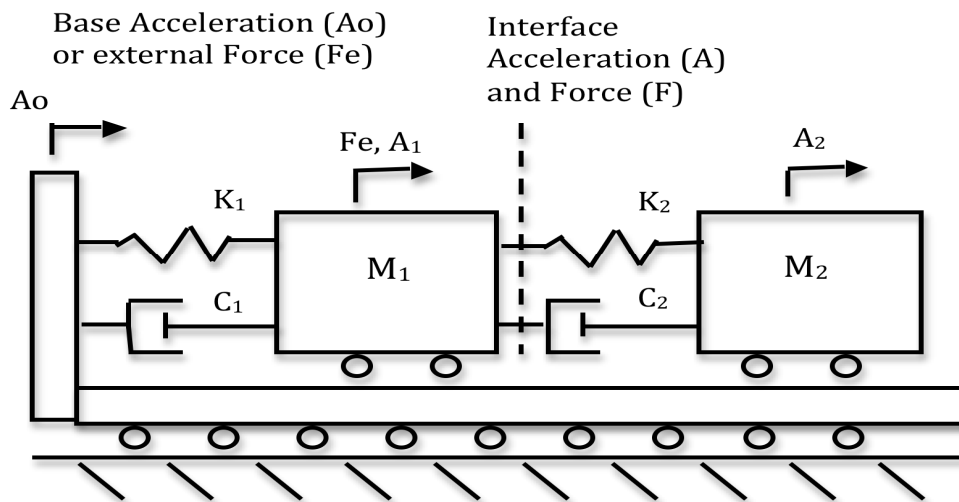 Base Acceleration (Ao)
or external Force (Fe)
Interface
Acceleration (A)
and Force (F)
Ao
Fe, A₁
A₂
K₁
K₂
M₁
M₂
C₁
C₂